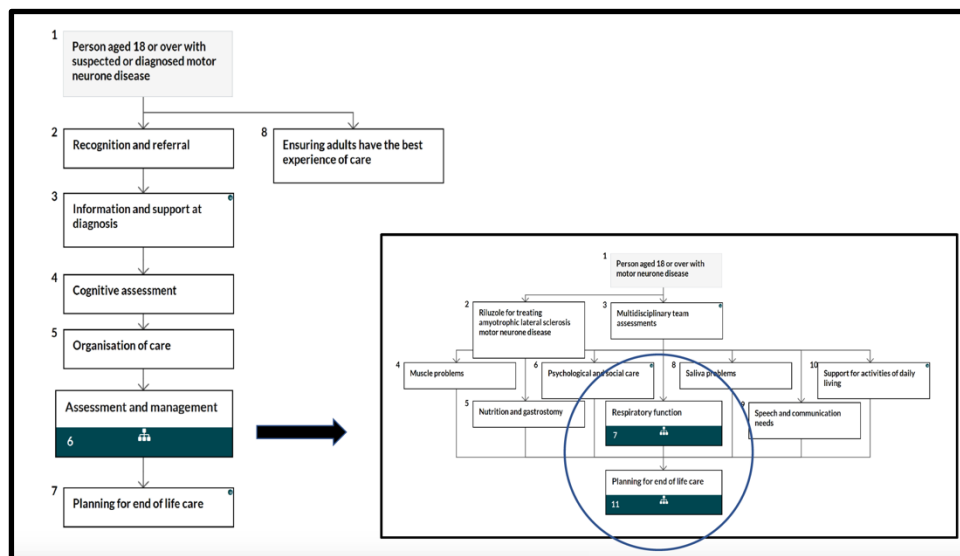 1
Person aged 18 or over with
suspected or diagnosed motor
neurone disease
2
Recognition and referral
8
Ensuring adults have the best
experience of care
3
Information and support at
diagnosis
4
Cognitive assessment
5
Organisation of care
Assessment and management
6
7
Planning for end of life care
1
Person aged 18 or over with
motor neurone disease
2
Riluzole for treating
amyotrophic lateral sclerosis
motor neurone disease
3
Multidisciplinary team
assessments
4
Muscle problems
6
Psychological and social care
8
Saliva problems
10
Support for activities of daily
living
5
Nutrition and gastrostomy
Respiratory function
7
9
Speech and communication
needs
Planning for end of life care
11